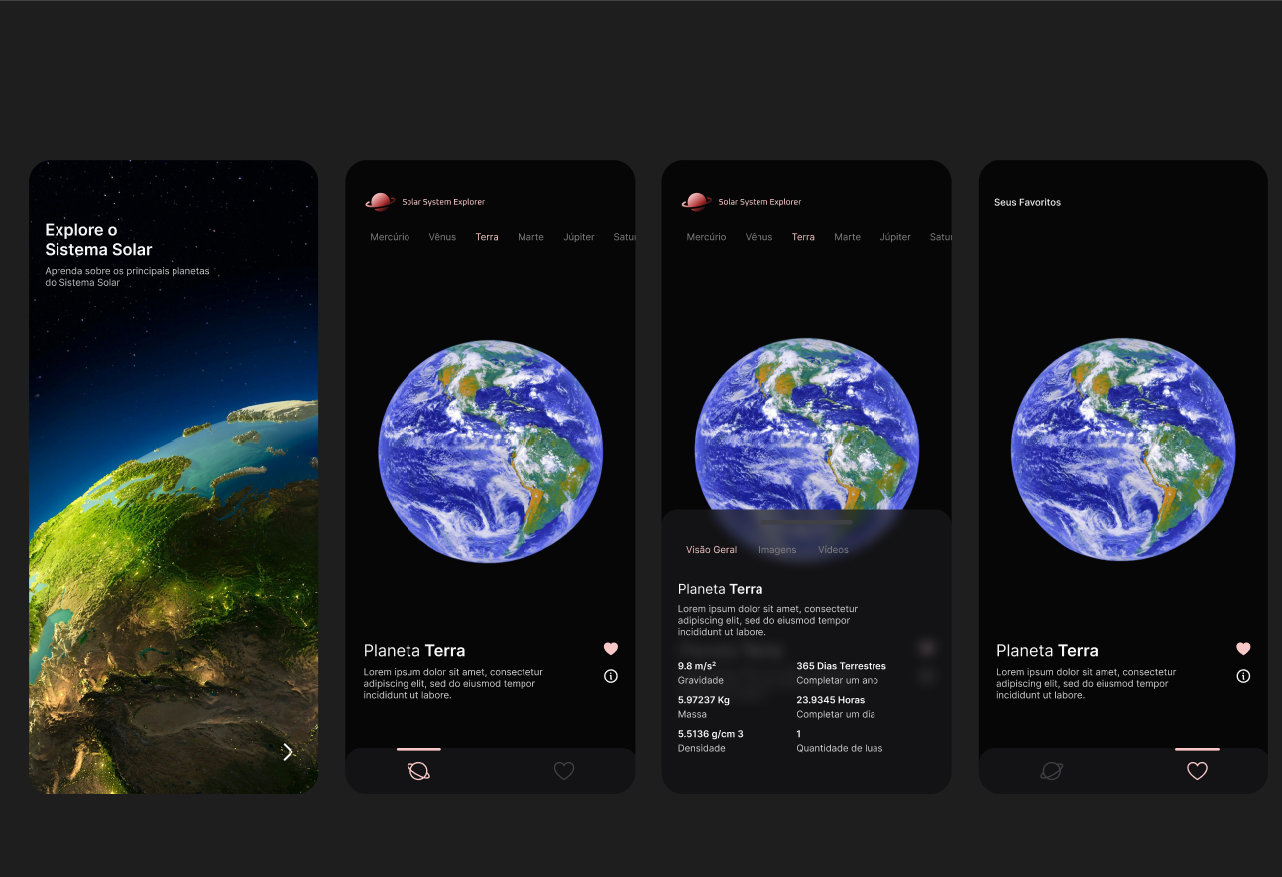 Explore o
Sistema Solar
Aprenda sobre os principais planetas
do Sistema Solar
Solar System Explorer
Mercúrio Vênus Terra Marte Júpiter Satur
Planeta Terra
Lorem ipsum dolor sit amet, consectetur
adipiscing elit, sed do eiusmod tempor
incididunt ut labore.
Solar System Explorer
Mercúrio Vênus Terra Marte Júpiter Satu
Visão Geral Imagens Vídeos
Planeta Terra
Lorem ipsum dolor sit amet, consectetur
adipiscing elit, sed do eiusmod tempor
incididunt ut labore.
9.8 m/s² 365 Dias Terrestres
Gravidade Completar um ano
5.97237 Kg 23.9345 Horas
Massa Completar um dia
5.5136 g/cm 3 1
Densidade Quantidade de luas
Seus Favoritos
Planeta Terra
Lorem ipsum dolor sit amet, consectetur
adipiscing elit, sed do eiusmod tempor
incididunt ut labore.